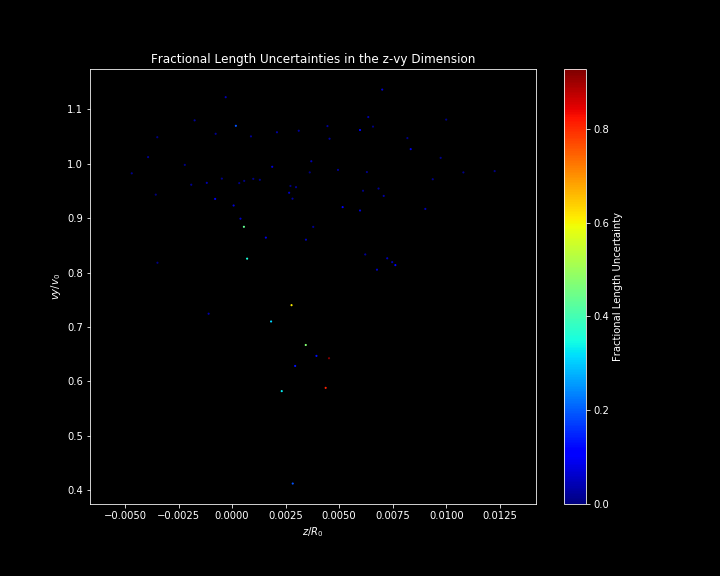 Fractional Length Uncertainties in the z-vy Dimension
1.1
1.0
0.9
0.8
0.7
0.6
0.5
0.4
vy/v₀
−0.0050 −0.0025 0.0000 0.0025 0.0050 0.0075 0.0100 0.0125
z/R₀
0.8
0.6
0.4
0.2
0.0
Fractional Length Uncertainty